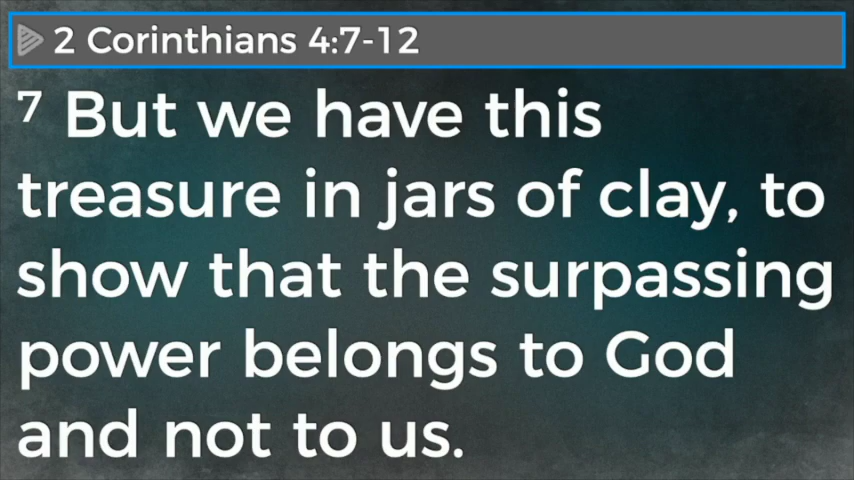 2 Corinthians 4:7-12
7 But we have this
treasure in jars of clay, to
show that the surpassing
power belongs to God
and not to us.